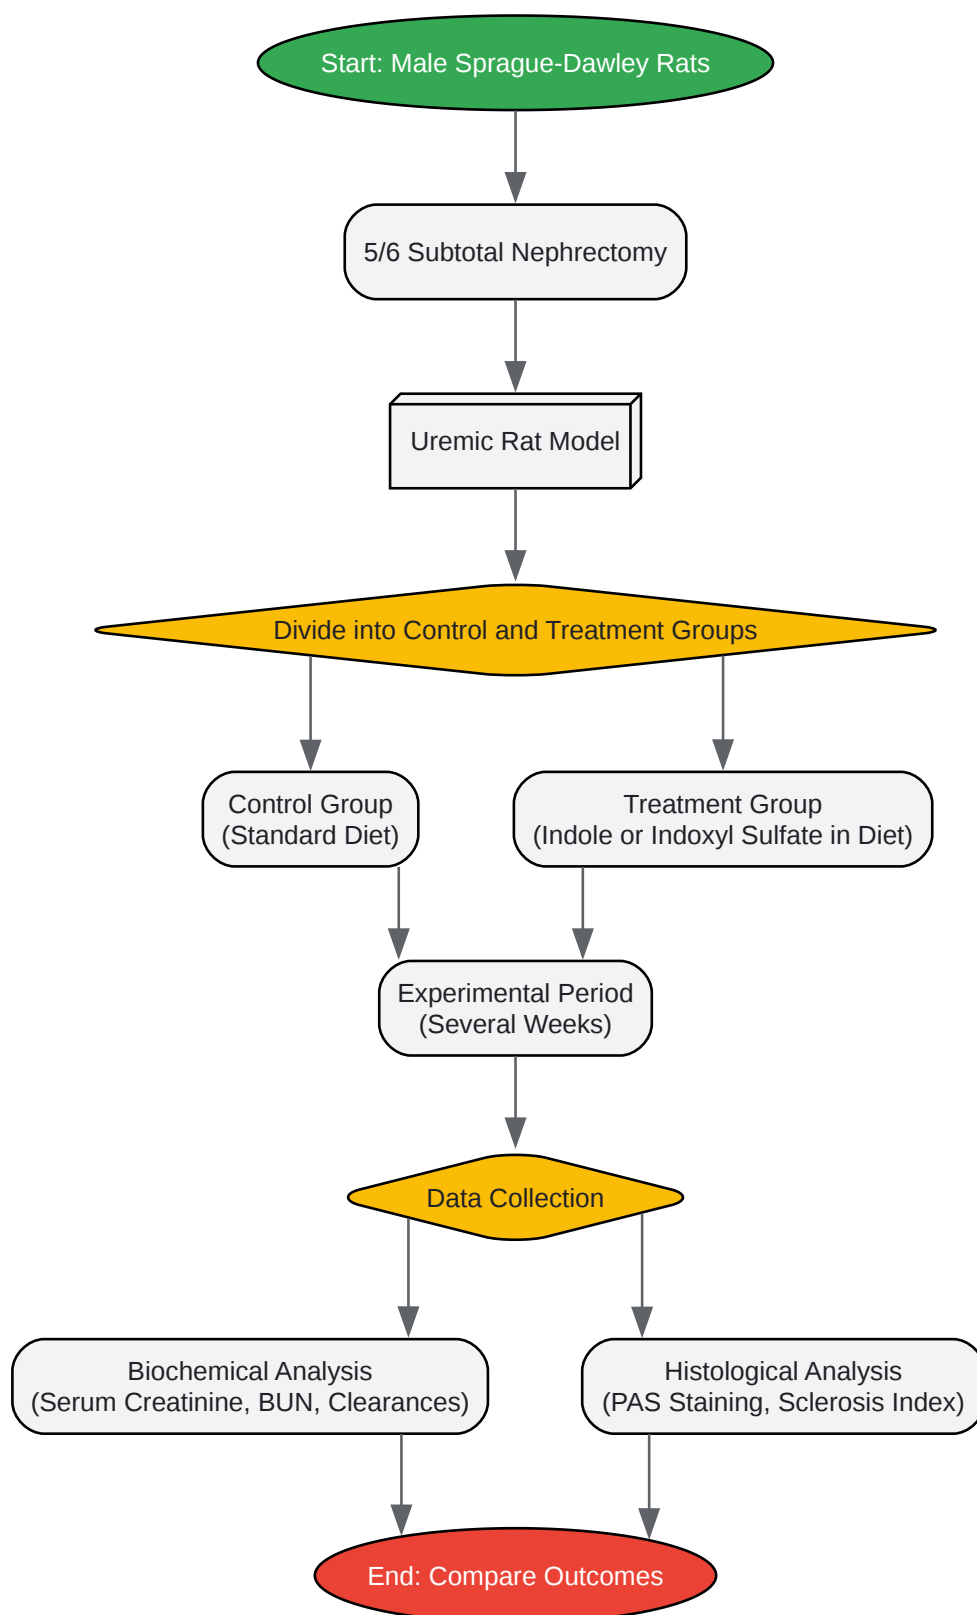 Start: Male Sprague-Dawley Rats
5/6 Subtotal Nephrectomy
Uremic Rat Model
Divide into Control and Treatment Groups
Control Group
(Standard Diet)
Treatment Group
(Indole or Indoxyl Sulfate in Diet)
Experimental Period
(Several Weeks)
Data Collection
Biochemical Analysis
(Serum Creatinine, BUN, Clearances)
Histological Analysis
(PAS Staining, Sclerosis Index)
End: Compare Outcomes